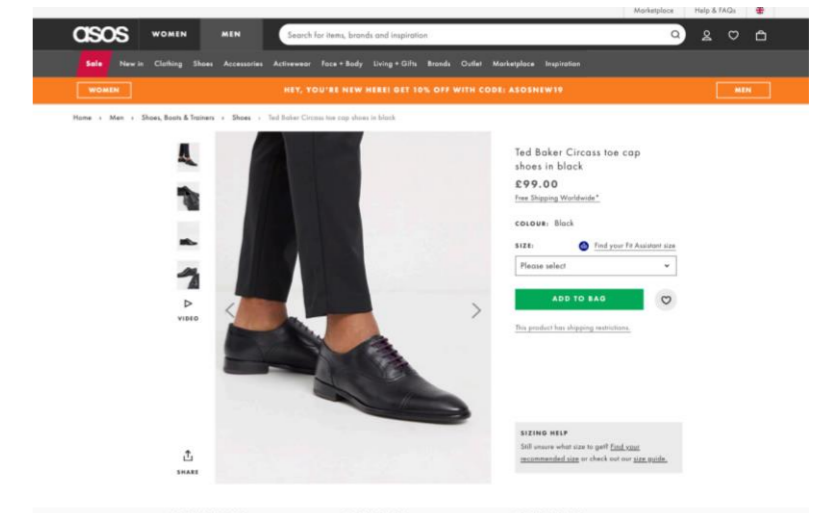 Marketplace Help & FAQs
asos WOMEN MEN Search for items, brands and inspiration
Sale New in Clothing Shoes Accessories Activewear Face + Body Living + Gifts Brands Outlet Marketplace Inspiration
WOMEN HEY, YOU'RE NEW HERE! GET 10% OFF WITH CODE: ASOSNEW19 MEN
Home › Men › Shoes, Boots & Trainers › Shoes › Ted Baker Circass toe cap shoes in black
Ted Baker Circass toe cap
shoes in black
£99.00
Free Shipping Worldwide*
COLOUR: Black
SIZE: Find your Fit Assistant size
Please select
ADD TO BAG
VIDEO
This product has shipping restrictions.
SIZING HELP
Still unsure what size to get? Find your
recommended size or check out our size guide.
SHARE